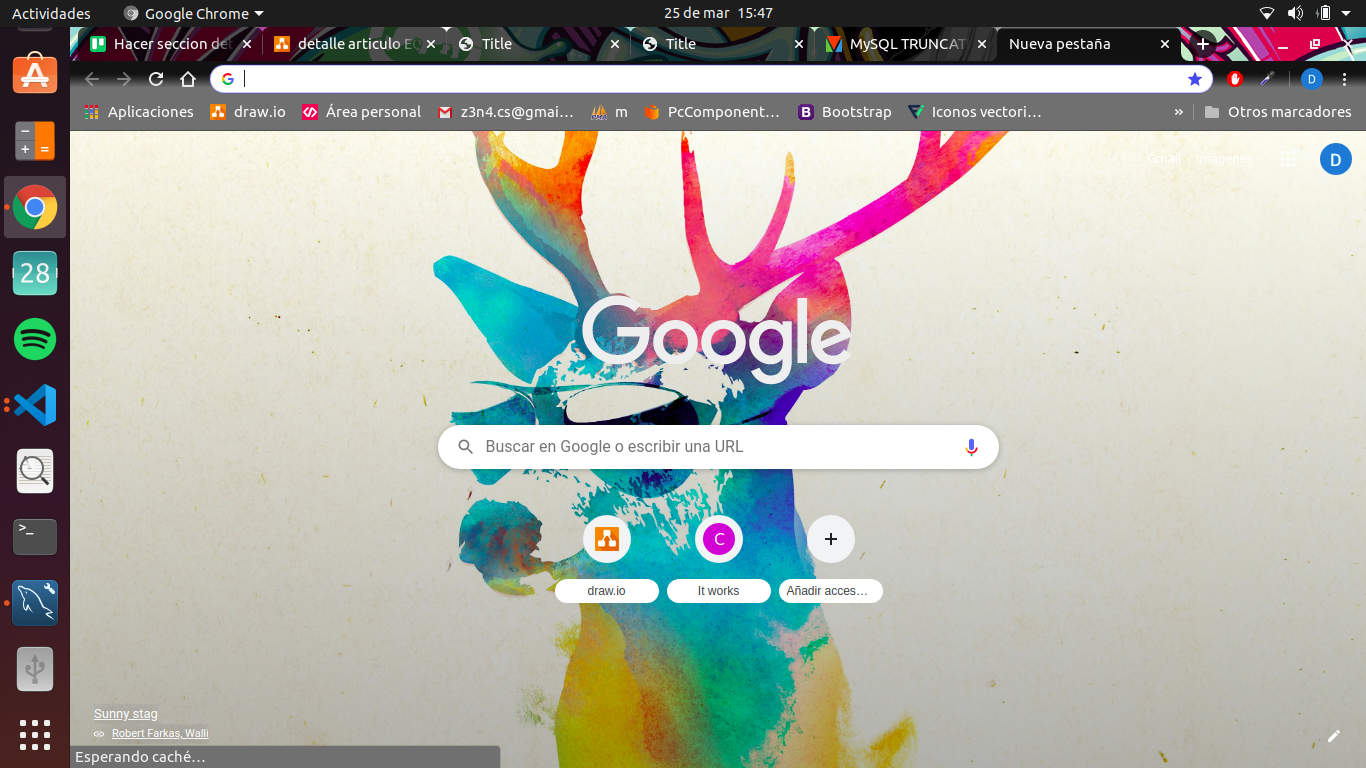 Actividades
Google Chrome
25 de mar 15:47
Hacer seccion det
detalle articulo EQ
Title
Title
MySQL TRUNCAT
Nueva pestaña
D
Aplicaciones
draw.io
Área personal
z3n4.cs@gmai…
m
PcComponent…
Bootstrap
Iconos vectori…
»
Otros marcadores
Gmail
Imágenes
D
28
Google
Buscar en Google o escribir una URL
C
draw.io
It works
Añadir acces…
Sunny stag
Robert Farkas, Walli
Esperando caché…